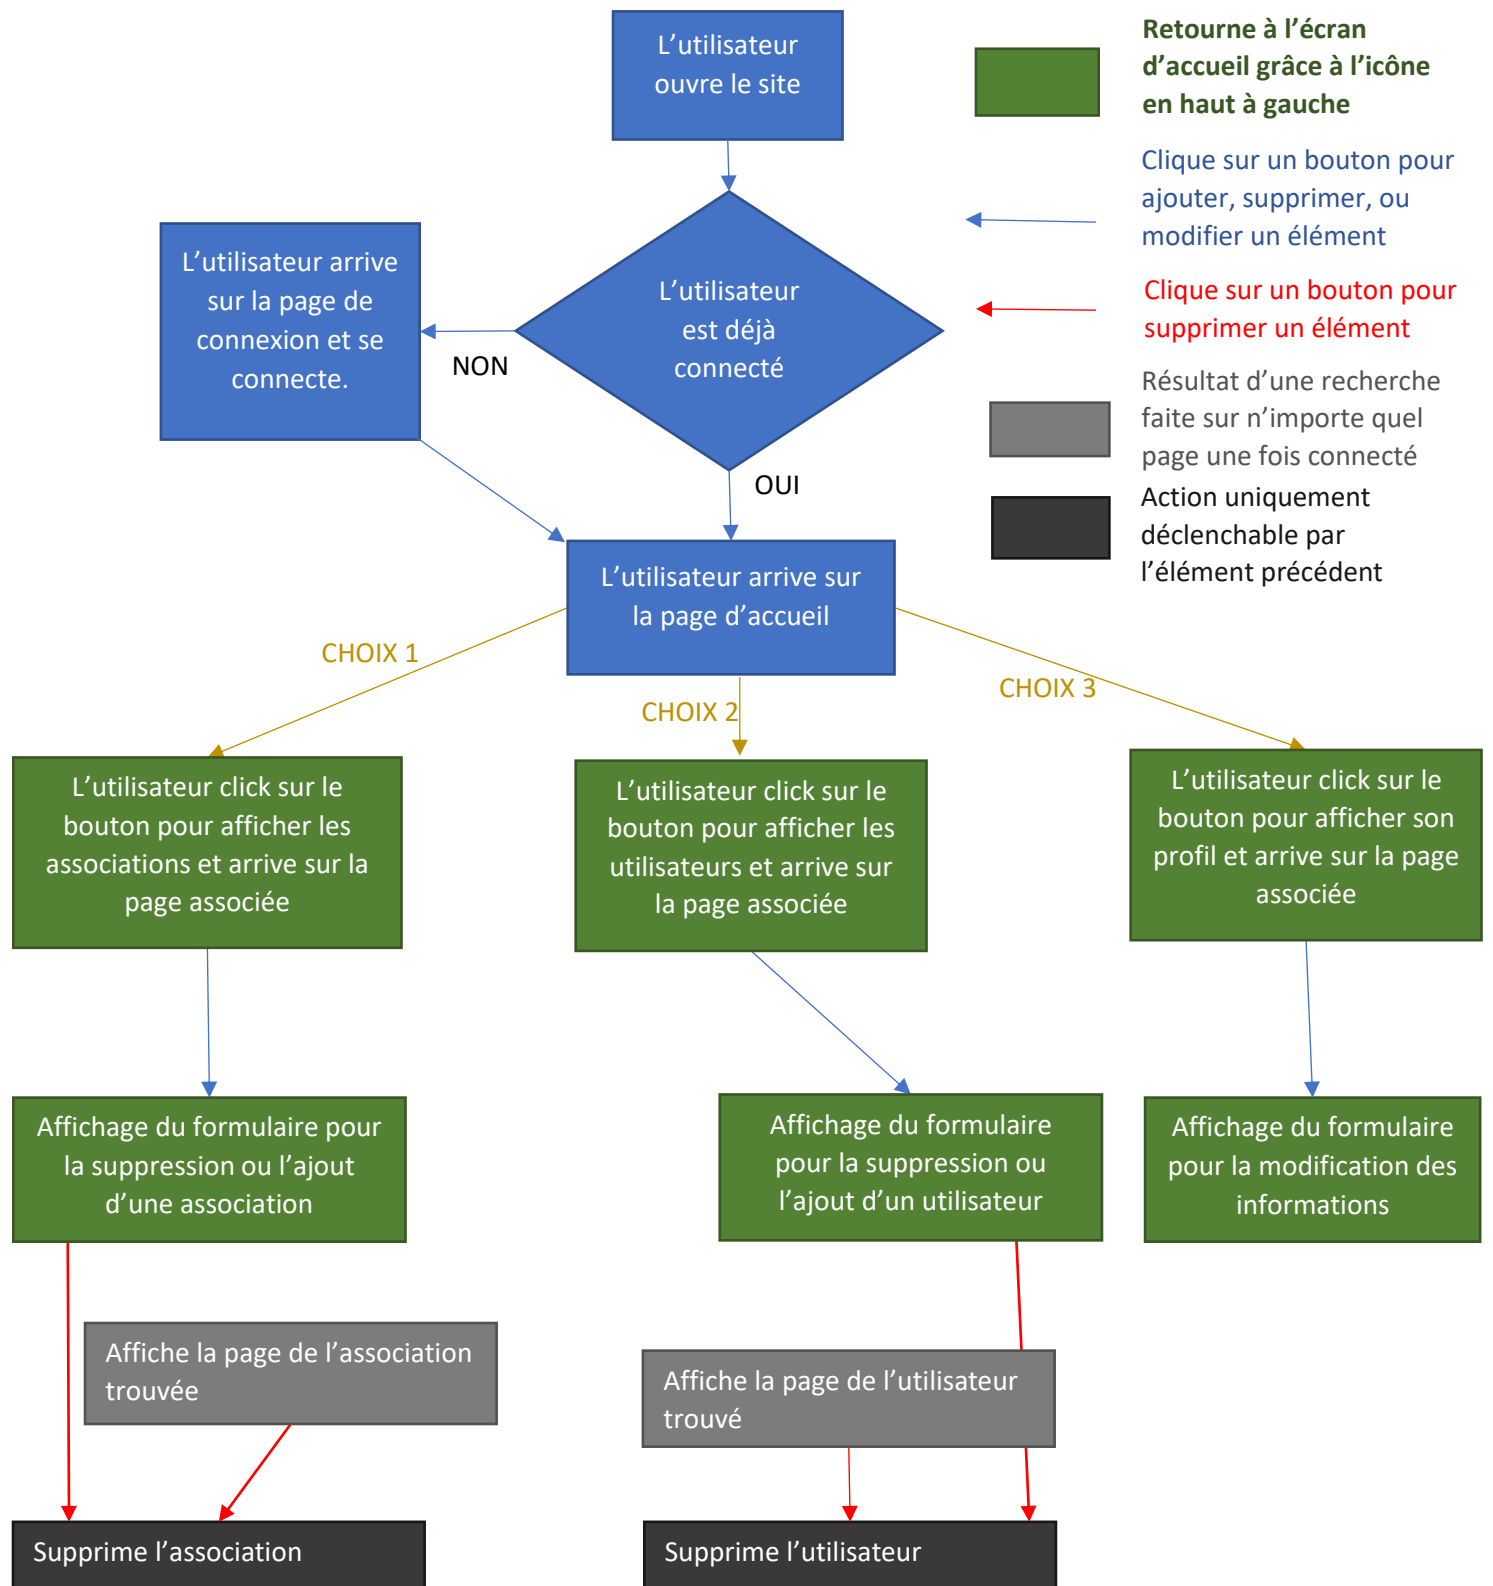 L’utilisateur
ouvre le site
Retourne à l’écran
d’accueil grâce à l’icône
en haut à gauche
Clique sur un bouton pour
ajouter, supprimer, ou
modifier un élément
Clique sur un bouton pour
supprimer un élément
Résultat d’une recherche
faite sur n’importe quel
page une fois connecté
Action uniquement
déclenchable par
l’élément précédent
L’utilisateur arrive
sur la page de
connexion et se
connecte.
L’utilisateur
est déjà
connecté
NON
OUI
L’utilisateur arrive sur
la page d’accueil
CHOIX 1
CHOIX 2
CHOIX 3
L’utilisateur click sur le
bouton pour afficher les
associations et arrive sur la
page associée
L’utilisateur click sur le
bouton pour afficher les
utilisateurs et arrive sur
la page associée
L’utilisateur click sur le
bouton pour afficher son
profil et arrive sur la page
associée
Affichage du formulaire pour
la suppression ou l’ajout
d’une association
Affichage du formulaire
pour la suppression ou
l’ajout d’un utilisateur
Affichage du formulaire
pour la modification des
informations
Affiche la page de l’association
trouvée
Affiche la page de l’utilisateur
trouvé
Supprime l’association
Supprime l’utilisateur